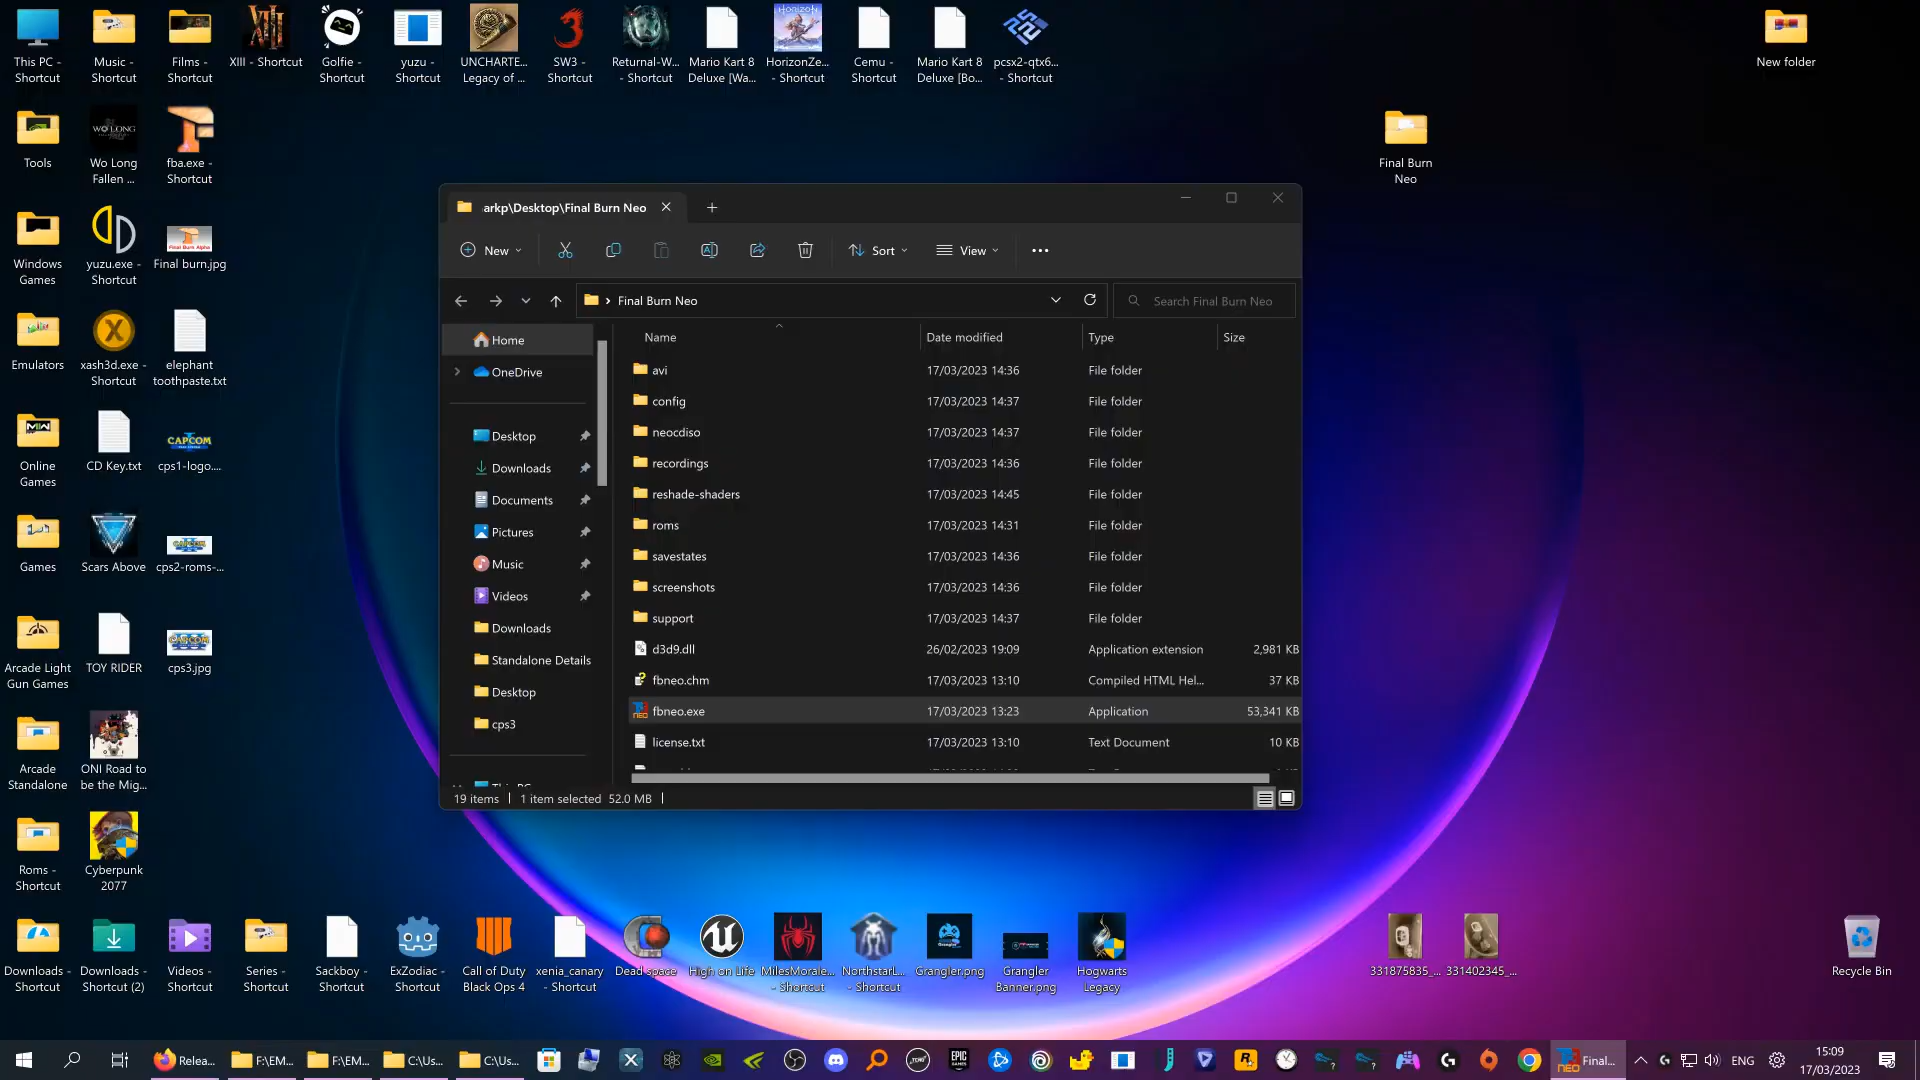 This PC -
Shortcut
Music -
Shortcut
Films -
Shortcut
XIII - Shortcut
Golfie -
Shortcut
yuzu -
Shortcut
UNCHARTE...
Legacy of ...
SW3 -
Shortcut
Returnal-W...
- Shortcut
Mario Kart 8
Deluxe [Wa...
HorizonZe...
- Shortcut
Cemu -
Shortcut
Mario Kart 8
Deluxe [Bo...
pcsx2-qtx6...
- Shortcut
New folder
Tools
Wo Long
Fallen ...
fba.exe -
Shortcut
Final Burn
Neo
Windows
Games
yuzu.exe -
Shortcut
Final burn.jpg
Emulators
xash3d.exe -
Shortcut
elephant
toothpaste.txt
Online
Games
CD Key.txt
cps1-logo....
Games
Scars Above
cps2-roms-...
Arcade Light
Gun Games
TOY RIDER
cps3.jpg
Arcade
Standalone
ONI Road to
be the Mig...
Roms -
Shortcut
Cyberpunk
2077
arkp\Desktop\Final Burn Neo
New
Sort
View
Final Burn Neo
Search Final Burn Neo
Home
OneDrive
Desktop
Downloads
Documents
Pictures
Music
Videos
Downloads
Standalone Details
Desktop
cps3
Name Date modified Type Size
avi 17/03/2023 14:36 File folder
config 17/03/2023 14:37 File folder
neocdiso 17/03/2023 14:37 File folder
recordings 17/03/2023 14:36 File folder
reshade-shaders 17/03/2023 14:45 File folder
roms 17/03/2023 14:31 File folder
savestates 17/03/2023 14:36 File folder
screenshots 17/03/2023 14:36 File folder
support 17/03/2023 14:37 File folder
d3d9.dll 26/02/2023 19:09 Application extension 2,981 KB
fbneo.chm 17/03/2023 13:10 Compiled HTML Hel... 37 KB
fbneo.exe 17/03/2023 13:23 Application 53,341 KB
license.txt 17/03/2023 13:10 Text Document 10 KB
19 items 1 item selected 52.0 MB
Downloads -
Shortcut
Downloads -
Shortcut (2)
Videos -
Shortcut
Series -
Shortcut
Sackboy -
Shortcut
ExZodiac -
Shortcut
Call of Duty
Black Ops 4
xenia_canary
- Shortcut
Dead space
High on Life
MilesMorale...
- Shortcut
NorthstarL...
- Shortcut
Grangler.png
Grangler
Banner.png
Hogwarts
Legacy
331875835_...
331402345_...
Recycle Bin
Relea...
F:\EM...
F:\EM...
C:\Us...
C:\Us...
Final...
ENG
15:09
17/03/2023